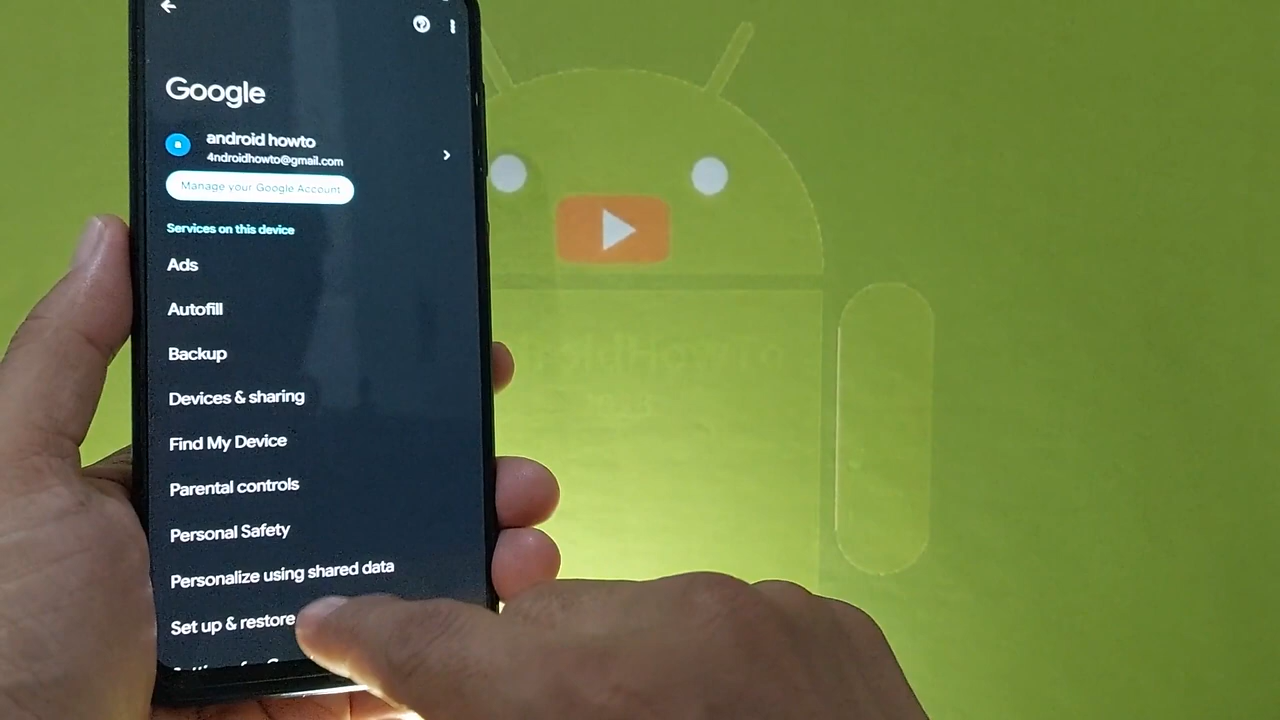 Google
a
android howto
4ndroidhowto@gmail.com
Manage your Google Account
Services on this device
Ads
Autofill
Backup
Devices & sharing
Find My Device
Parental controls
Personal Safety
Personalize using shared data
Set up & restore